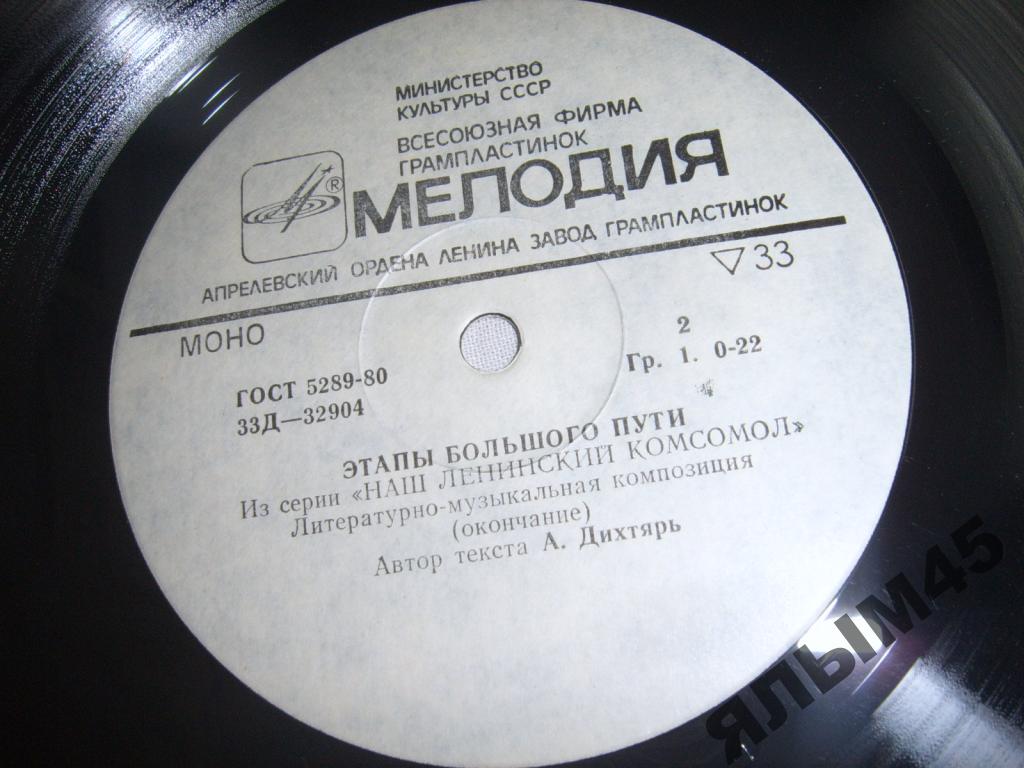 МИНИСТЕРСТВО
КУЛЬТУРЫ СССР
ВСЕСОЮЗНАЯ ФИРМА
ГРАМПЛАСТИНОК
® МЕЛОДИЯ
АПРЕЛЕВСКИЙ ОРДЕНА ЛЕНИНА ЗАВОД ГРАМПЛАСТИНОК
МОНО ▽33
2
ГОСТ 5289-80 Гр. 1. 0-22
33Д—32904
ЭТАПЫ БОЛЬШОГО ПУТИ
Из серии «НАШ ЛЕНИНСКИЙ КОМСОМОЛ»
Литературно-музыкальная композиция
(окончание)
Автор текста А. Дихтярь
ЯЛЫМ45